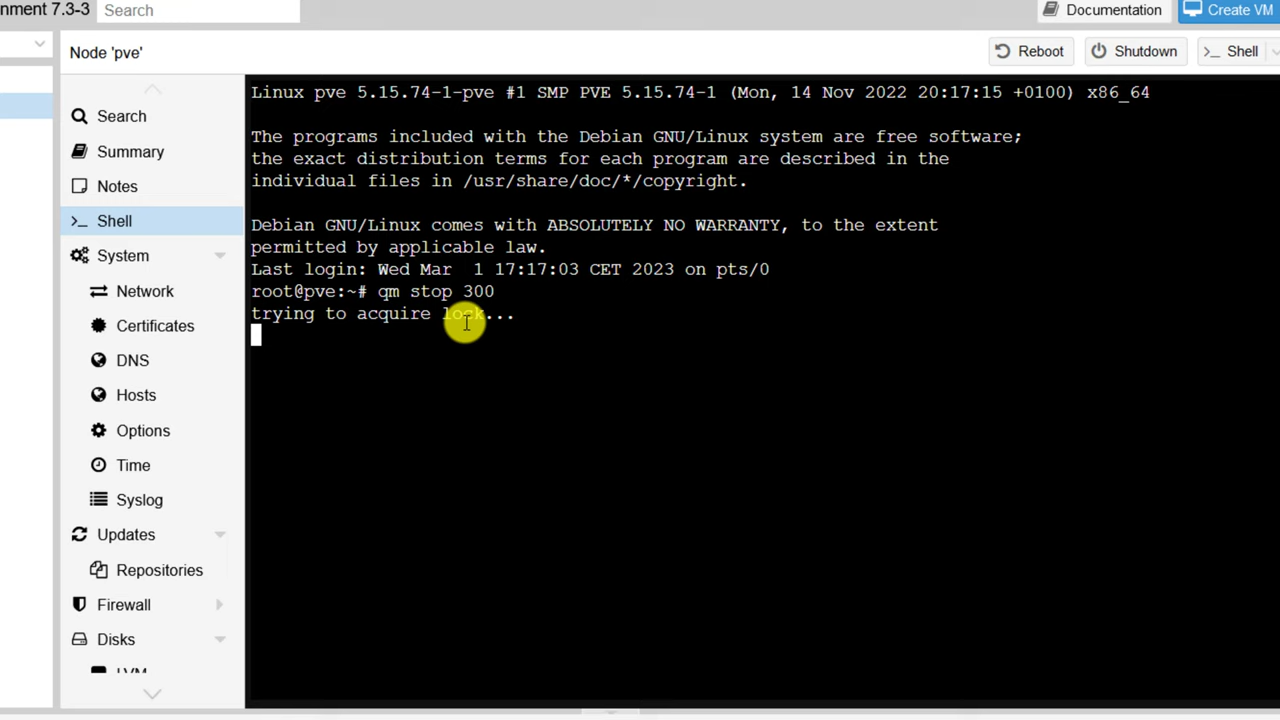 nment 7.3-3
Search
Documentation
Create VM
Node 'pve'
Reboot
Shutdown
>_ Shell
Search
Summary
Notes
>_ Shell
System
Network
Certificates
DNS
Hosts
Options
Time
Syslog
Updates
Repositories
Firewall
Disks
LVM
Linux pve 5.15.74-1-pve #1 SMP PVE 5.15.74-1 (Mon, 14 Nov 2022 20:17:15 +0100) x86_64
The programs included with the Debian GNU/Linux system are free software;
the exact distribution terms for each program are described in the
individual files in /usr/share/doc/*/copyright.
Debian GNU/Linux comes with ABSOLUTELY NO WARRANTY, to the extent
permitted by applicable law.
Last login: Wed Mar  1 17:17:03 CET 2023 on pts/0
root@pve:~# qm stop 300
trying to acquire lock...